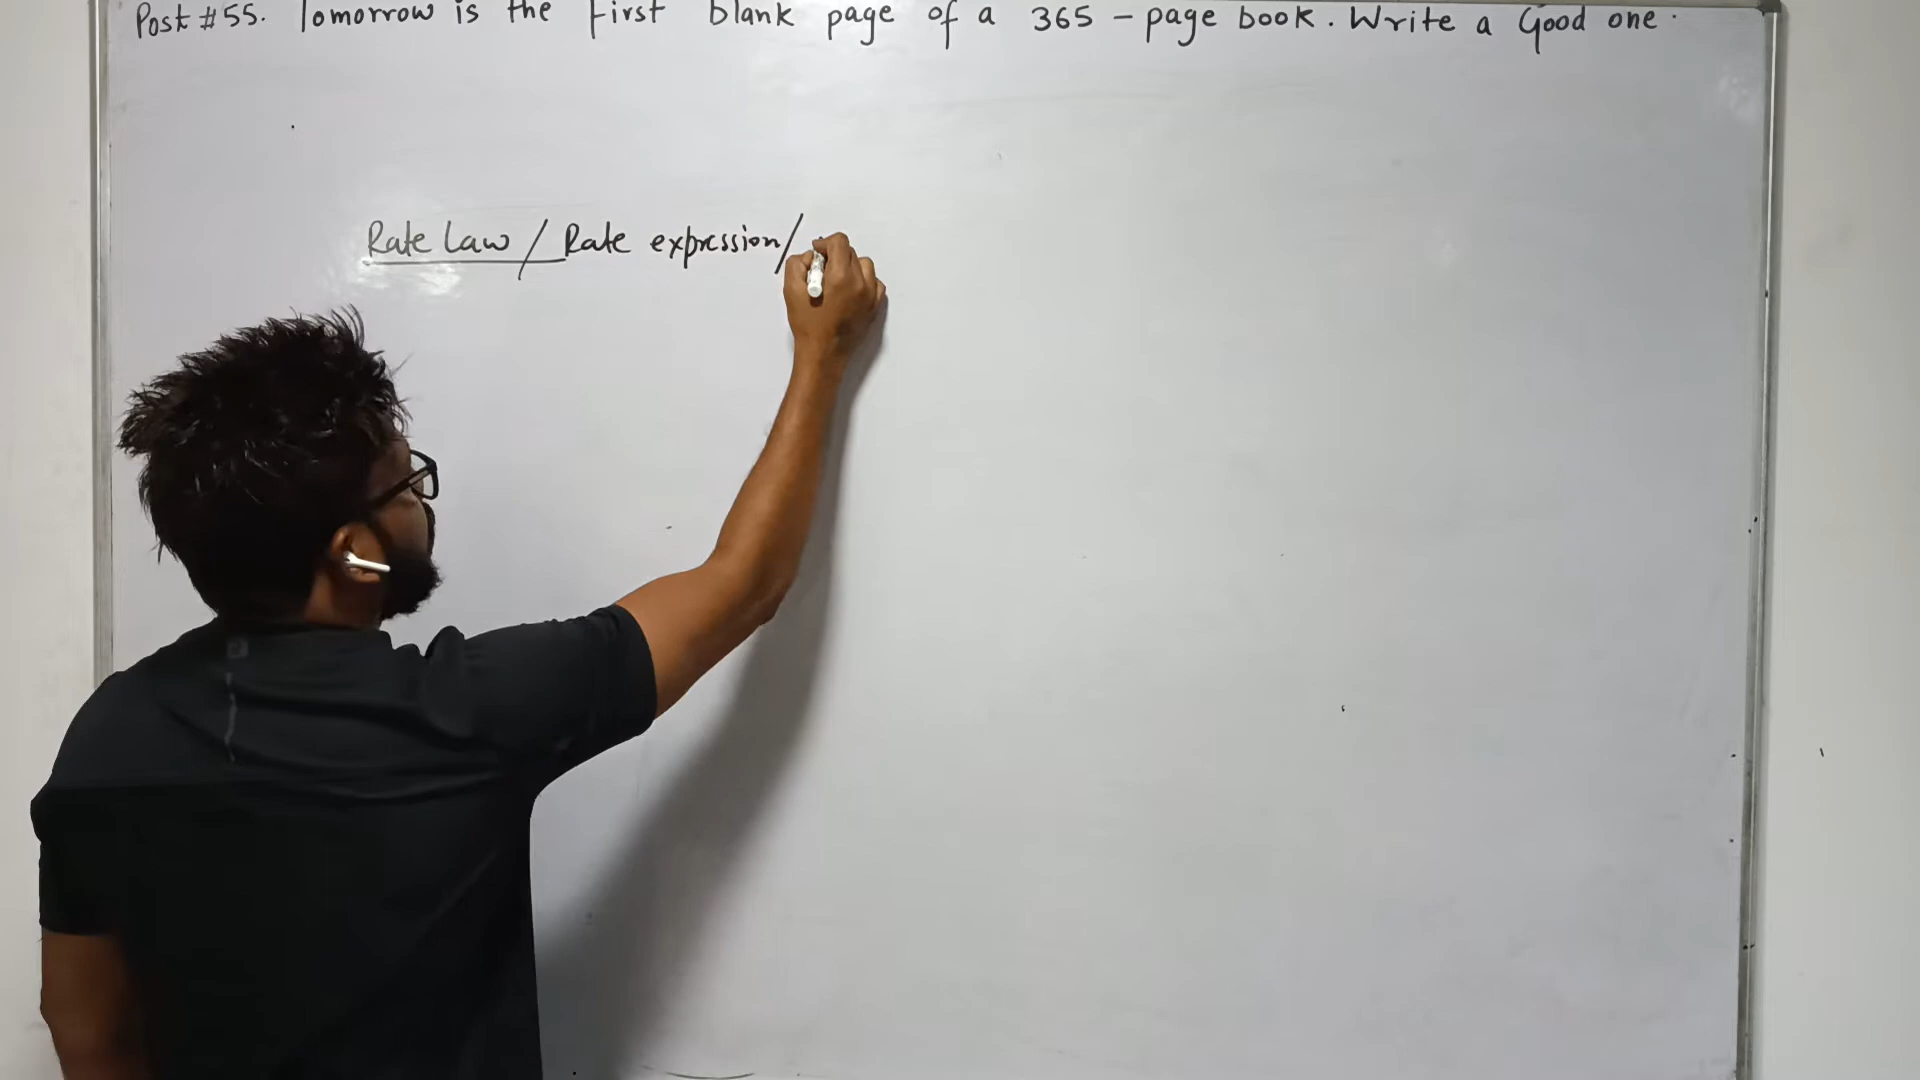 Post #55. Tomorrow is the First blank page of a 365 - page book. Write a Good one.
Rate Law / Rate expression /